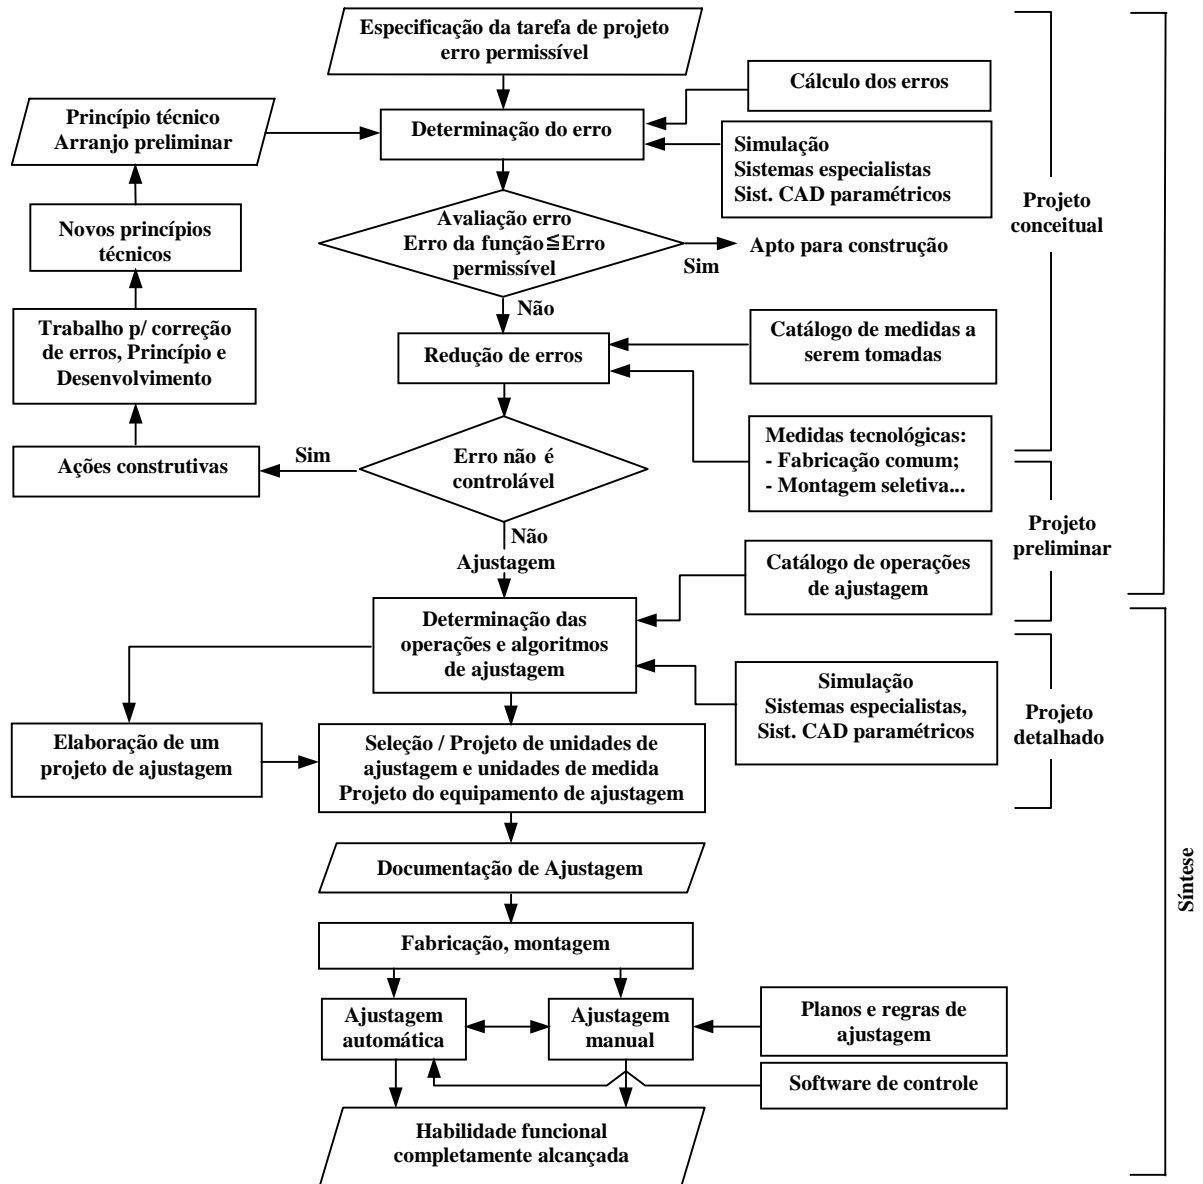 Especificação da tarefa de projeto
erro permissível
Cálculo dos erros
Princípio técnico
Arranjo preliminar
Determinação do erro
Simulação
Sistemas especialistas
Sist. CAD paramétricos
Projeto
conceitual
Novos princípios
técnicos
Avaliação erro
Erro da função≦Erro
permissível
Sim
Apto para construção
Não
Trabalho p/ correção
de erros, Princípio e
Desenvolvimento
Redução de erros
Catálogo de medidas a
serem tomadas
Ações construtivas
Sim
Erro não é
controlável
Medidas tecnológicas:
- Fabricação comum;
- Montagem seletiva...
Projeto
preliminar
Não
Ajustagem
Catálogo de operações
de ajustagem
Determinação das
operações e algoritmos
de ajustagem
Simulação
Sistemas especialistas,
Sist. CAD paramétricos
Projeto
detalhado
Elaboração de um
projeto de ajustagem
Seleção / Projeto de unidades de
ajustagem e unidades de medida
Projeto do equipamento de ajustagem
Documentação de Ajustagem
Síntese
Fabricação, montagem
Ajustagem
automática
Ajustagem
manual
Planos e regras de
ajustagem
Software de controle
Habilidade funcional
completamente alcançada